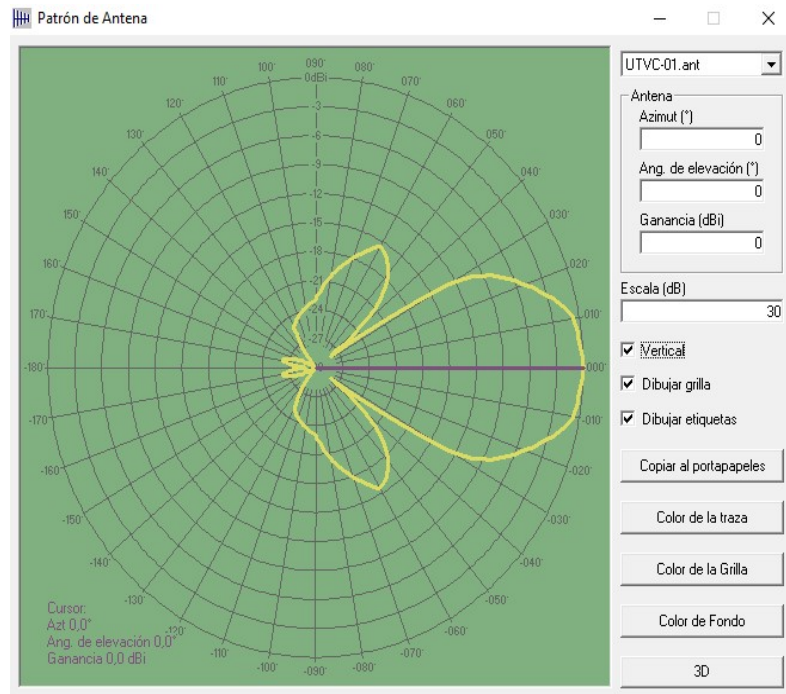 Patrón de Antena
090°
100° 080°
0dBi
110° 070°
120° 060°
130° 050°
140° 040°
150° 030°
160° 020°
170° 010°
-180° 000°
-170° -010°
-160° -020°
-150° -030°
-140° -040°
-130° -050°
-120° -060°
-110° -070°
-100° -080°
-090°
-3
-6
-9
-12
-15
-18
-21
-24
-27
Cursor:
Azt 0,0°
Ang. de elevación 0,0°
Ganancia 0,0 dBi
UTVC-01.ant
Antena
Azimut (°)
0
Ang. de elevación (°)
0
Ganancia (dBi)
0
Escala (dB)
30
Vertical
Dibujar grilla
Dibujar etiquetas
Copiar al portapapeles
Color de la traza
Color de la Grilla
Color de Fondo
3D